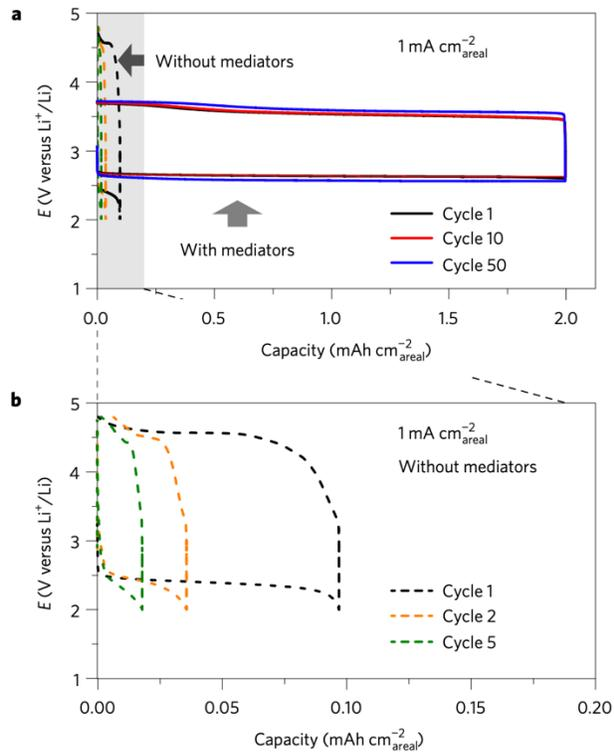 a
5
4
3
2
1
E (V versus Li⁺/Li)
Without mediators
1 mA cm⁻²areal
With mediators
Cycle 1
Cycle 10
Cycle 50
0.0 0.5 1.0 1.5 2.0
Capacity (mAh cm⁻²areal)
b
5
4
3
2
1
E (V versus Li⁺/Li)
1 mA cm⁻²areal
Without mediators
Cycle 1
Cycle 2
Cycle 5
0.00 0.05 0.10 0.15 0.20
Capacity (mAh cm⁻²areal)